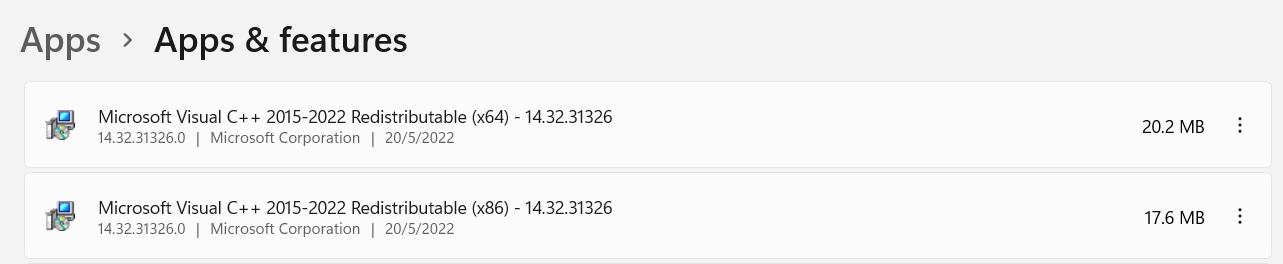 Apps > Apps & features
Microsoft Visual C++ 2015-2022 Redistributable (x64) - 14.32.31326
14.32.31326.0 | Microsoft Corporation | 20/5/2022
20.2 MB
Microsoft Visual C++ 2015-2022 Redistributable (x86) - 14.32.31326
14.32.31326.0 | Microsoft Corporation | 20/5/2022
17.6 MB